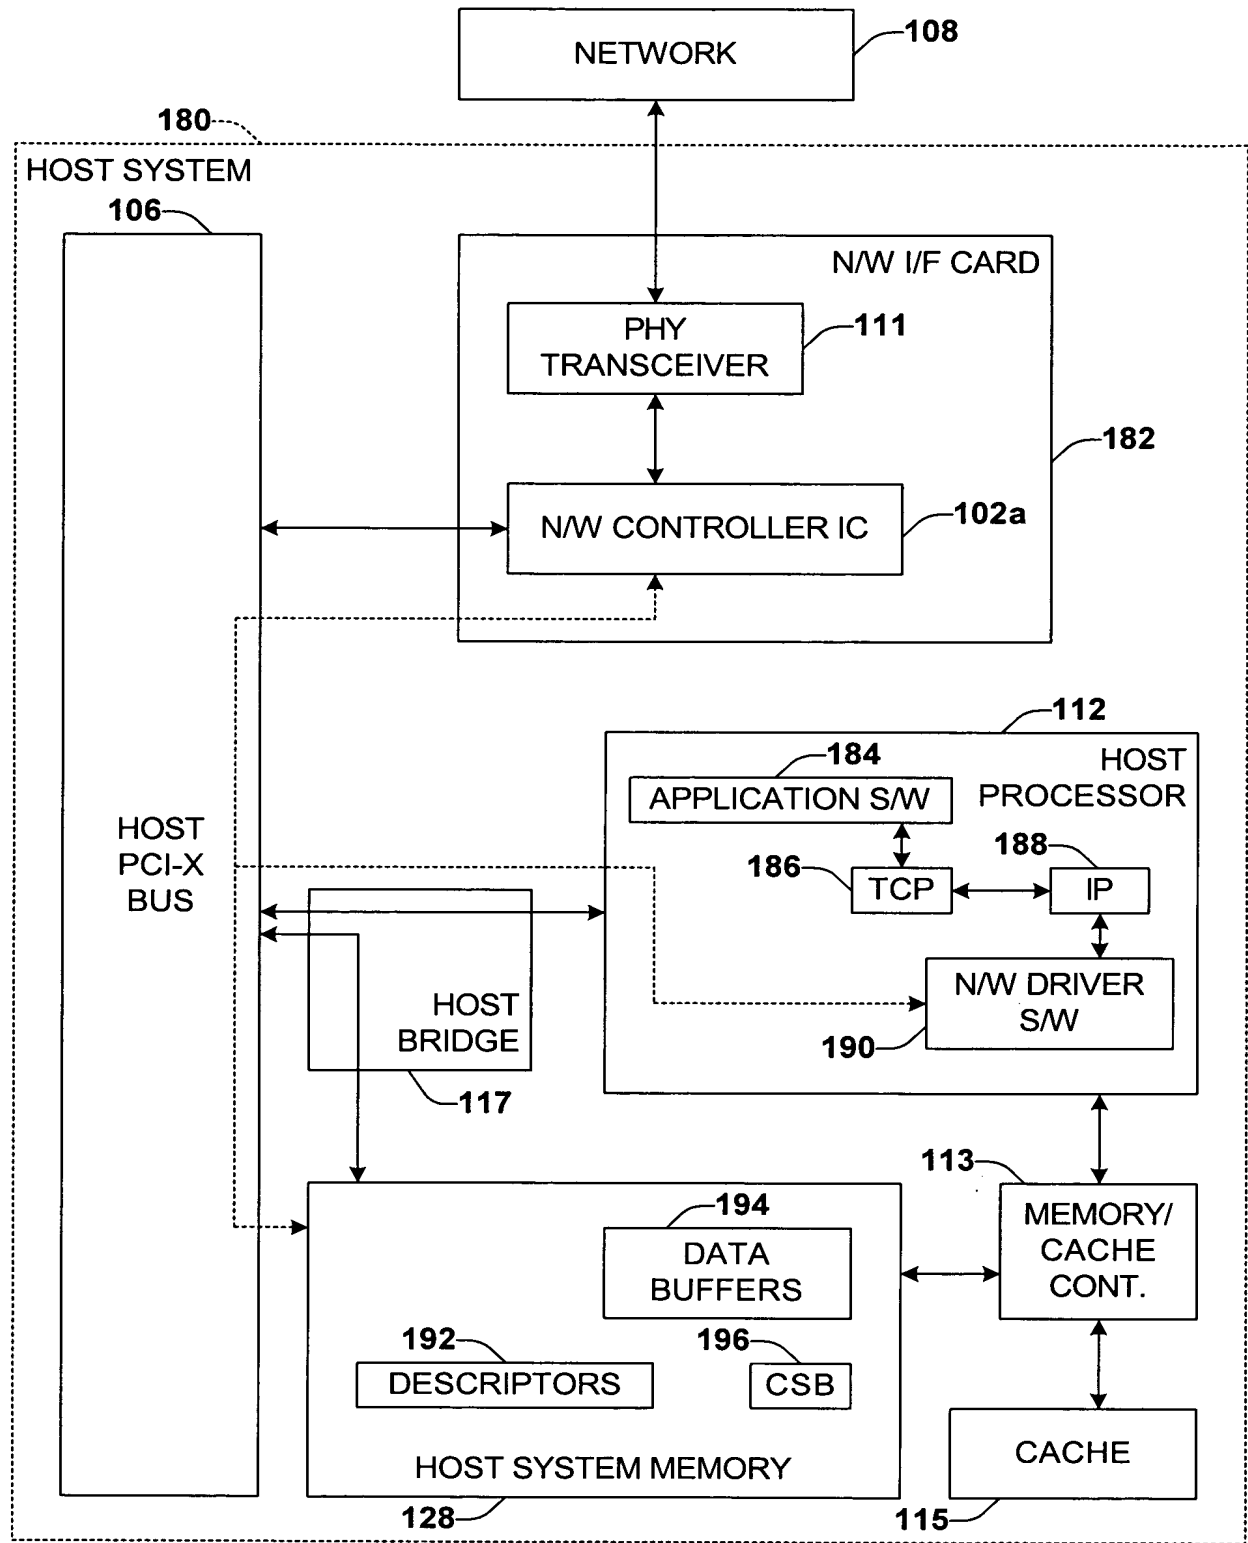 NETWORK
108
180
HOST SYSTEM
106
N/W I/F CARD
PHY
TRANSCEIVER
111
182
N/W CONTROLLER IC
102a
112
HOST
PROCESSOR
184
APPLICATION S/W
HOST
PCI-X
BUS
186
TCP
188
IP
N/W DRIVER
S/W
190
HOST
BRIDGE
117
113
MEMORY/
CACHE
CONT.
194
DATA
BUFFERS
192
DESCRIPTORS
196
CSB
HOST SYSTEM MEMORY
128
CACHE
115